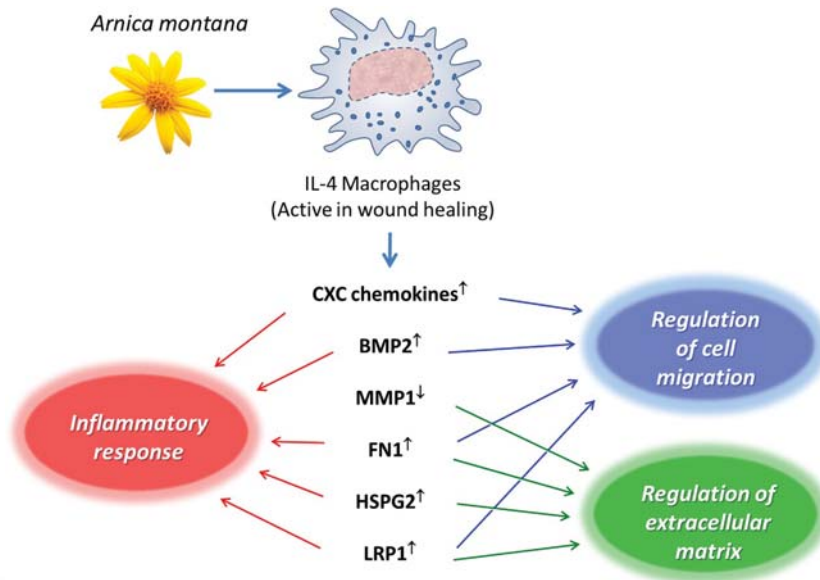 Arnica montana
IL-4 Macrophages
(Active in wound healing)
CXC chemokines↑
BMP2↑
MMP1↓
FN1↑
HSPG2↑
LRP1↑
Inflammatory
response
Regulation
of cell
migration
Regulation of
extracellular
matrix